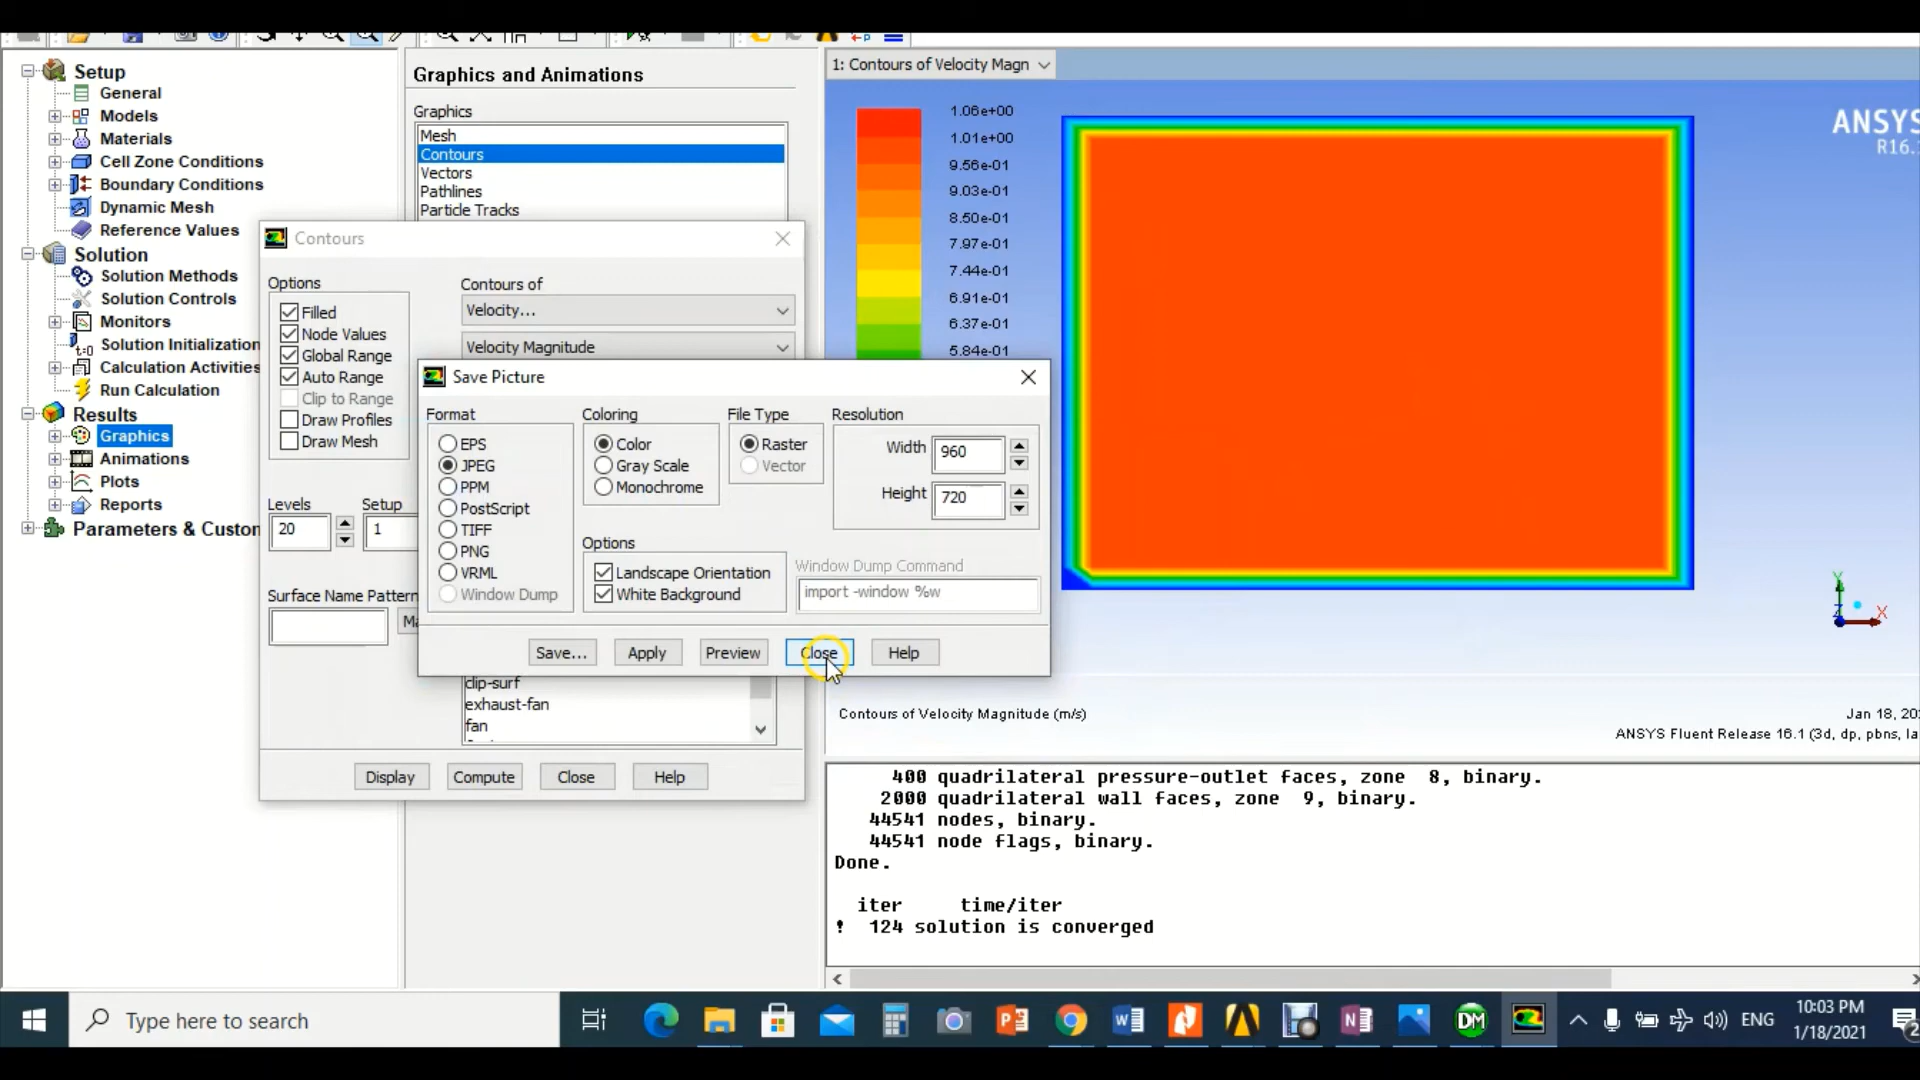 Setup
General
Models
Materials
Cell Zone Conditions
Boundary Conditions
Dynamic Mesh
Reference Values
Solution
Solution Methods
Solution Controls
Monitors
Solution Initialization
Calculation Activities
Run Calculation
Results
Graphics
Animations
Plots
Reports
Parameters & Custon
Graphics and Animations
Graphics
Mesh
Contours
Vectors
Pathlines
Particle Tracks
Contours
Options
Filled
Node Values
Global Range
Auto Range
Clip to Range
Draw Profiles
Draw Mesh
Contours of
Velocity...
Velocity Magnitude
Levels
20
Setup
1
Surface Name Pattern
Ma
clip-surf
exhaust-fan
fan
Display
Compute
Close
Help
Save Picture
Format
EPS
JPEG
PPM
PostScript
TIFF
PNG
VRML
Window Dump
Coloring
Color
Gray Scale
Monochrome
File Type
Raster
Vector
Resolution
Width
960
Height
720
Options
Landscape Orientation
White Background
Window Dump Command
import -window %w
Save...
Apply
Preview
Close
Help
1: Contours of Velocity Magn
1.06e+00
1.01e+00
9.56e-01
9.03e-01
8.50e-01
7.97e-01
7.44e-01
6.91e-01
6.37e-01
5.84e-01
ANSYS
R16.
Y
Z
X
Contours of Velocity Magnitude (m/s)
Jan 18, 20
ANSYS Fluent Release 16.1 (3d, dp, pbns, la
400 quadrilateral pressure-outlet faces, zone 8, binary.
2000 quadrilateral wall faces, zone 9, binary.
44541 nodes, binary.
44541 node flags, binary.
Done.
iter time/iter
! 124 solution is converged
Type here to search
DM
ENG
10:03 PM
1/18/2021
2